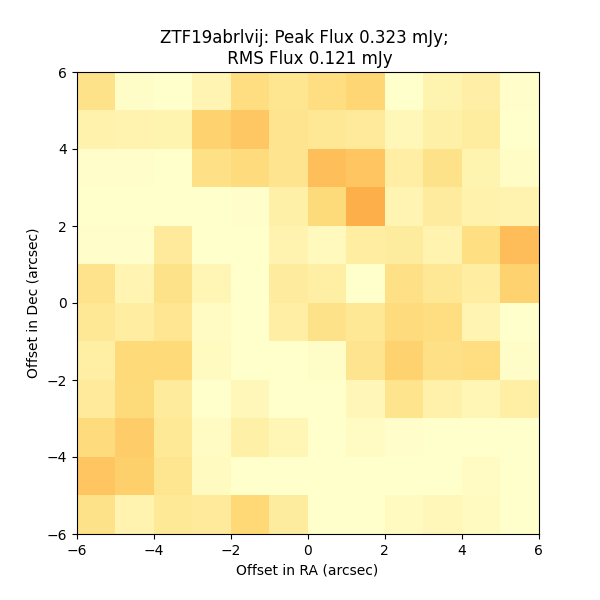 ZTF19abrlvij: Peak Flux 0.323 mJy;
RMS Flux 0.121 mJy
6
4
2
0
−2
−4
−6
Offset in Dec (arcsec)
−6 −4 −2 0 2 4 6
Offset in RA (arcsec)